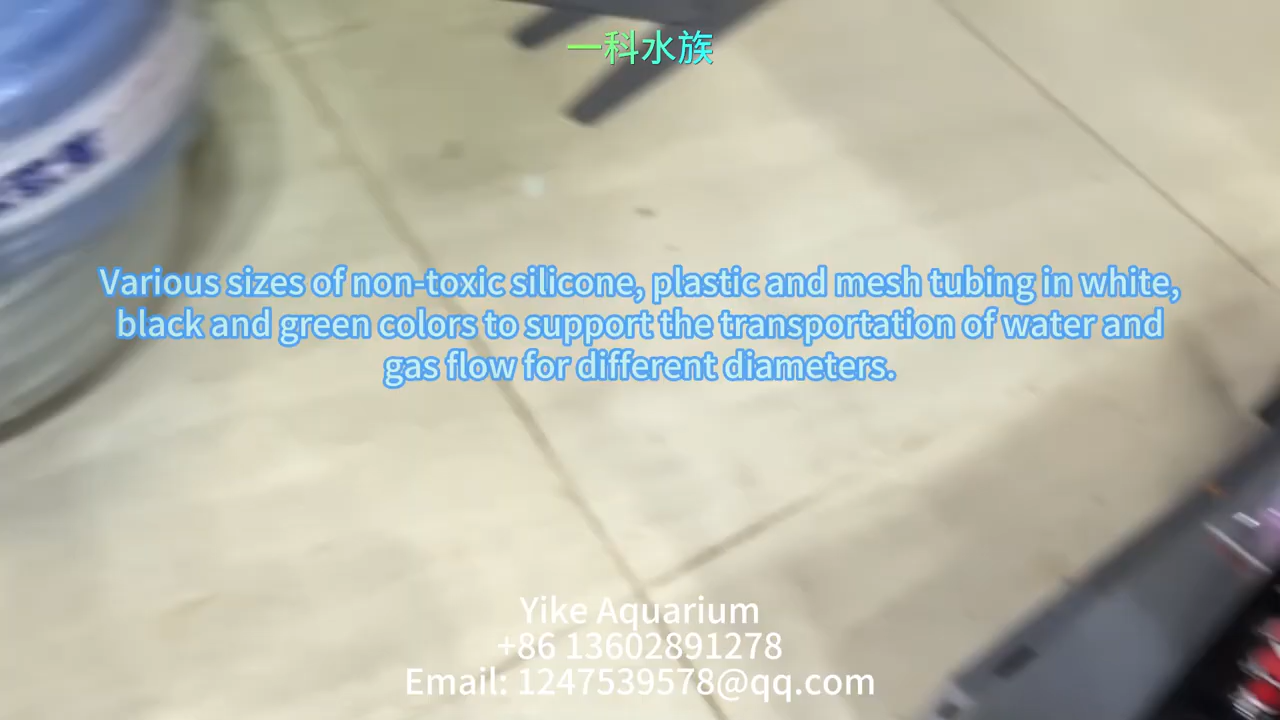 一科水族
Various sizes of non-toxic silicone, plastic and mesh tubing in white,
black and green colors to support the transportation of water and
gas flow for different diameters.
Yike Aquarium
+86 13602891278
Email: 1247539578@qq.com